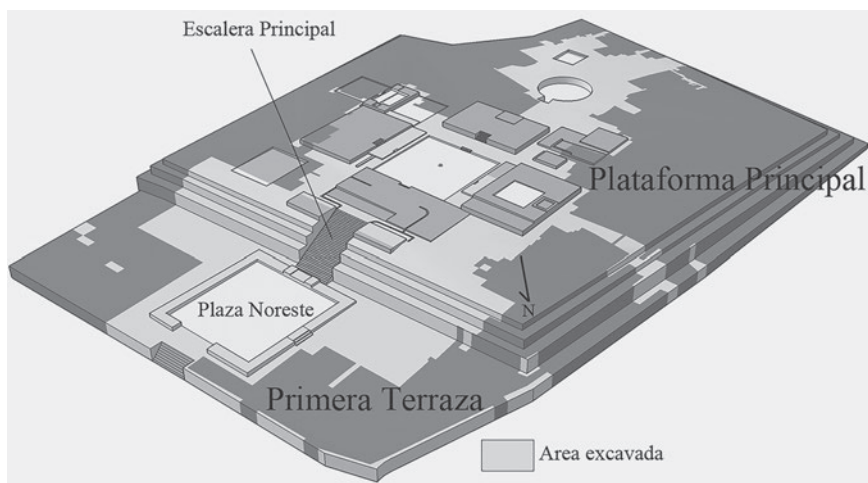 Escalera Principal
Plataforma Principal
N
Plaza Noreste
Primera Terraza
Area excavada